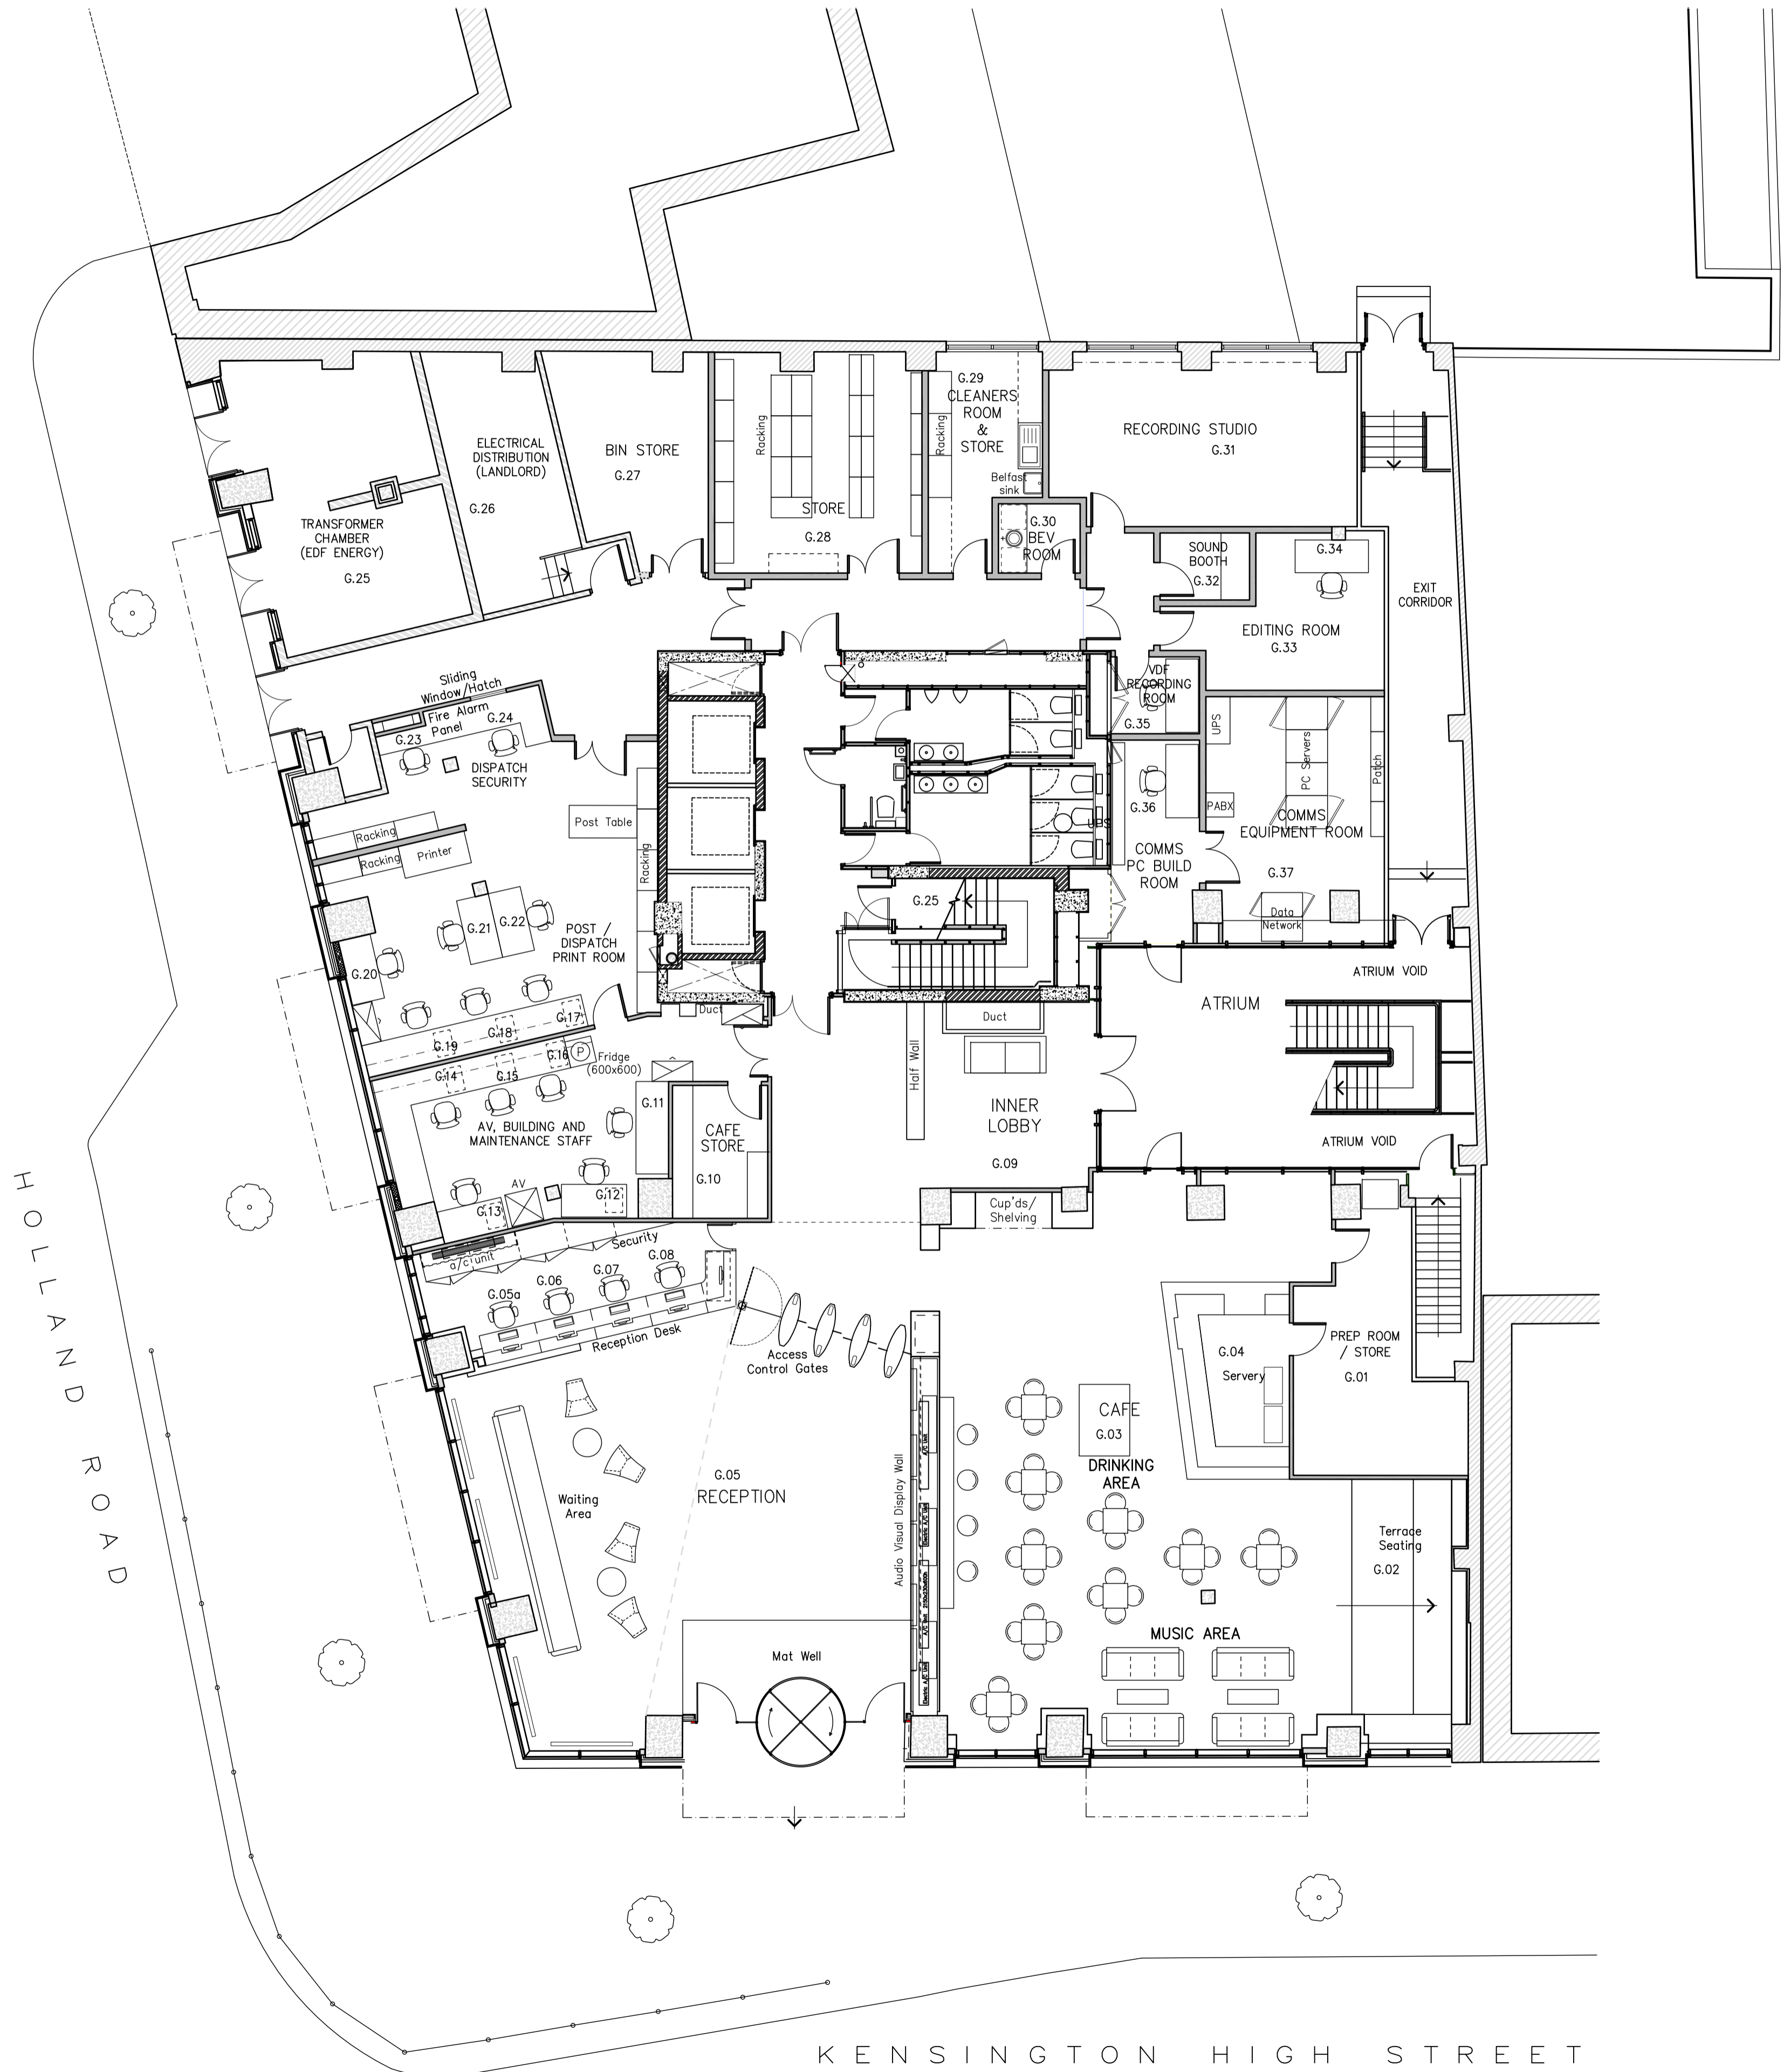 G.29
CLEANERS
ROOM
&
STORE
Racking
Racking
ELECTRICAL
DISTRIBUTION
(LANDLORD)
G.26
BIN STORE
G.27
RECORDING STUDIO
G.31
Belfast
sink
STORE
G.28
G.30
BEV
ROOM
TRANSFORMER
CHAMBER
(EDF ENERGY)
G.25
SOUND
BOOTH
G.32
G.34
EXIT
CORRIDOR
EDITING ROOM
G.33
Sliding
Window/Hatch
Fire Alarm
Panel
G.24
G.23
DISPATCH
SECURITY
VDF
RECORDING
ROOM
G.35
UPS
PC Servers
Patch
PABX
G.36
UPS
COMMS
EQUIPMENT ROOM
G.37
COMMS
PC BUILD
ROOM
Data
Network
Post Table
Racking
Racking
Racking
Printer
G.25
G.21
G.22
POST /
DISPATCH
PRINT ROOM
G.20
G.17
G.18
G.19
Duct
Duct
ATRIUM VOID
ATRIUM
ATRIUM VOID
Half Wall
INNER
LOBBY
G.09
G.16
G.15
G.14
P
Fridge
(600x600)
G.11
AV, BUILDING AND
MAINTENANCE STAFF
CAFE
STORE
G.10
AV
G.12
G.13
Cup'ds/
Shelving
Security
a/c unit
G.08
G.07
G.06
G.05a
Reception Desk
Access
Control Gates
G.04
Servery
PREP ROOM
/ STORE
G.01
CAFE
G.03
DRINKING
AREA
G.05
RECEPTION
Waiting
Area
Audio Visual Display Wall
A/C Unit
Electric A/C Unit
Electric A/C Unit
Terrace
Seating
G.02
MUSIC AREA
Mat Well
HOLLAND ROAD
KENSINGTON HIGH STREET